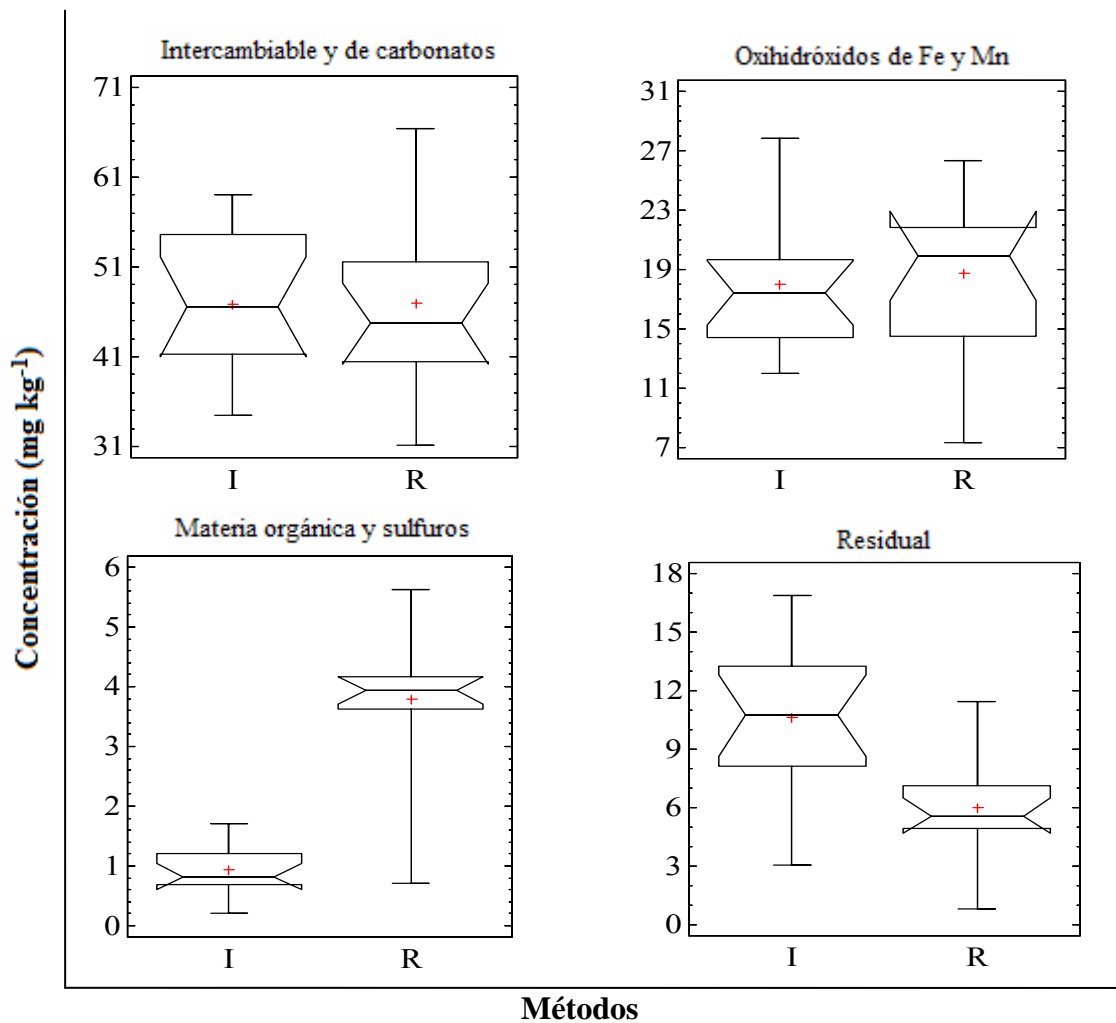 Concentración (mg kg⁻¹)
Intercambiable y de carbonatos
71
61
51
41
31
I R
Oxihidróxidos de Fe y Mn
31
27
23
19
15
11
7
I R
Materia orgánica y sulfuros
6
5
4
3
2
1
0
I R
Residual
18
15
12
9
6
3
0
I R
Métodos